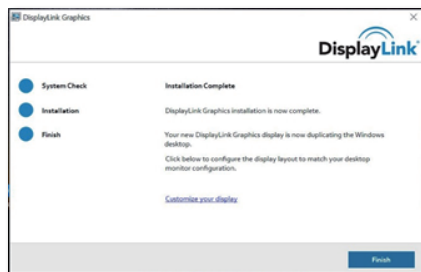 DisplayLink Graphics
DisplayLink
System Check
Installation Complete
Installation
DisplayLink Graphics installation is now complete.
Finish
Your new DisplayLink Graphics display is now duplicating the Windows
desktop.
Click below to configure the display layout to match your desktop
monitor configuration.
Customize your display
Finish